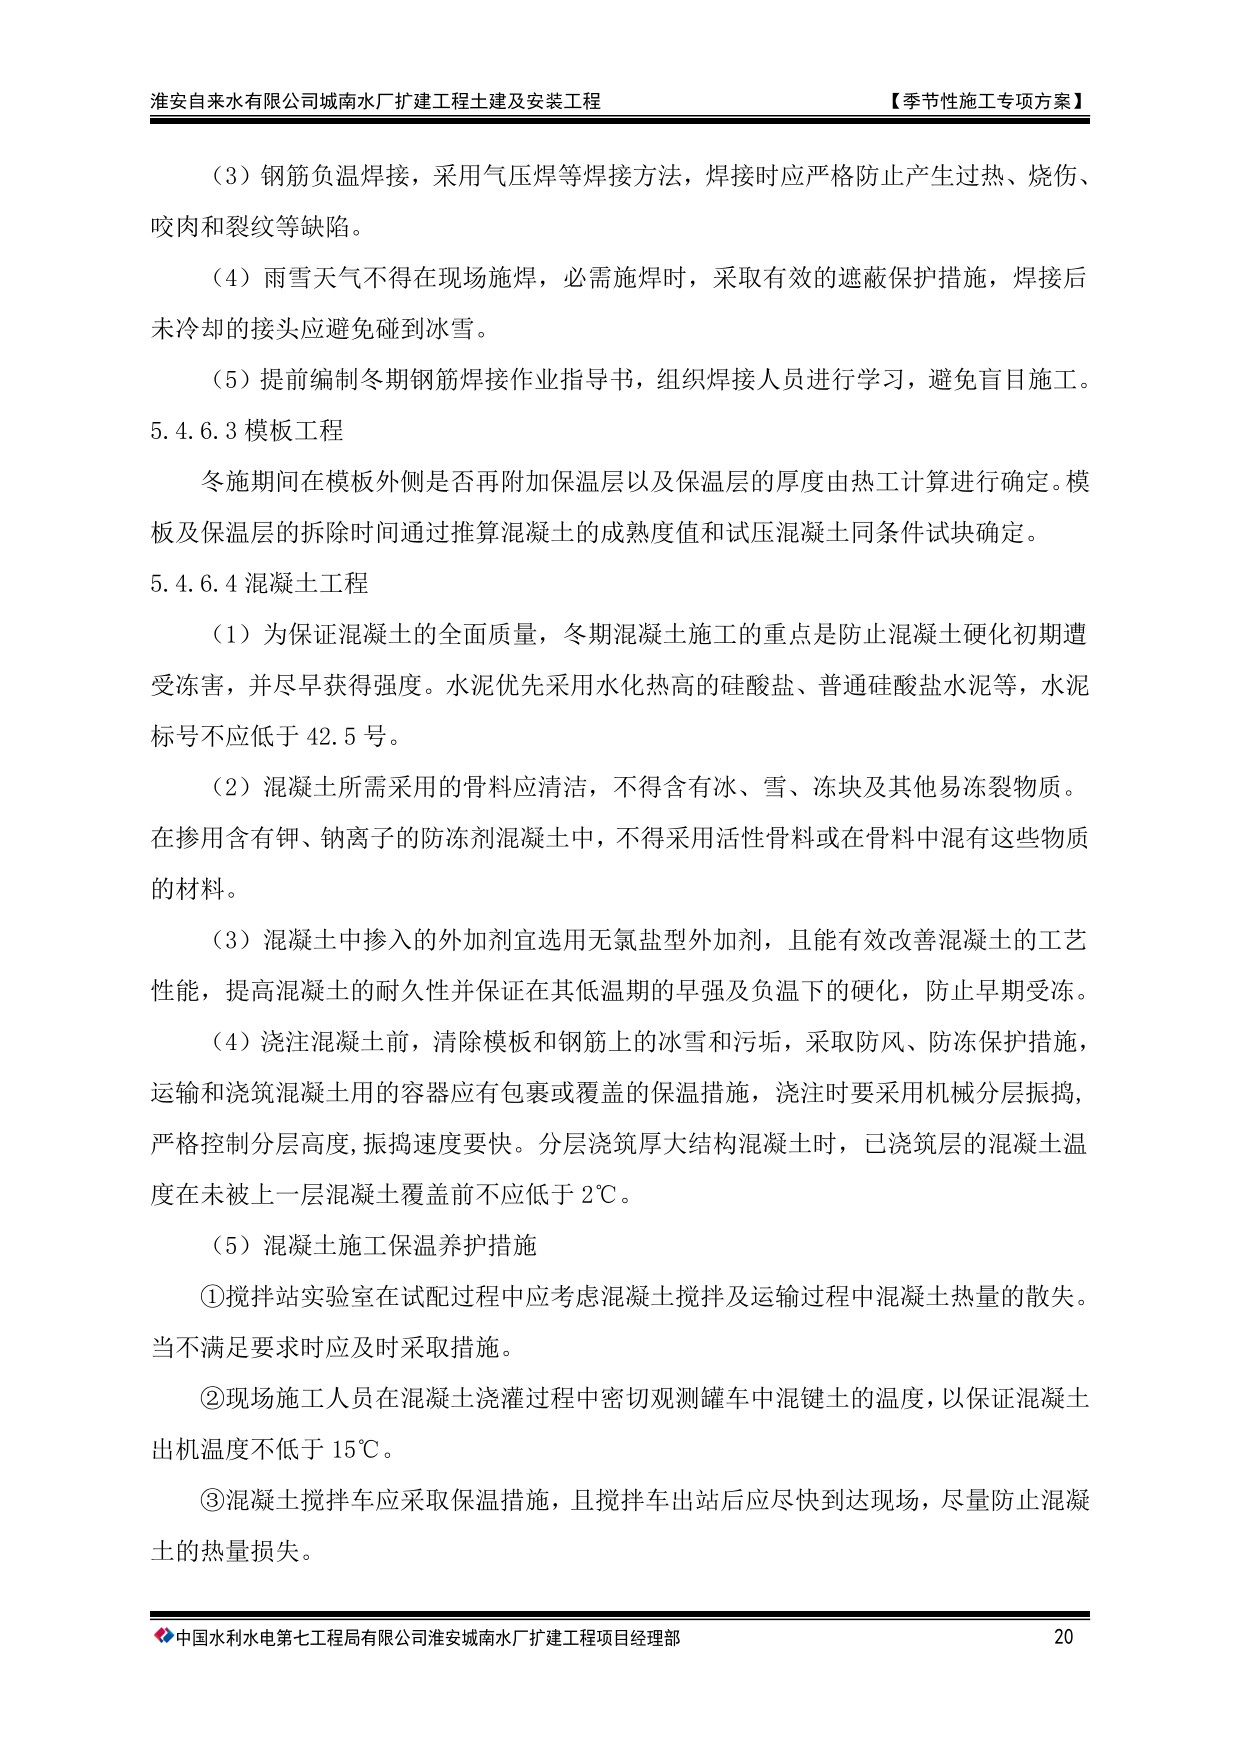 淮安自来水有限公司城南水厂扩建工程土建及安装工程 【季节性施工专项方案】
（3）钢筋负温焊接，采用气压焊等焊接方法，焊接时应严格防止产生过热、烧伤、
咬肉和裂纹等缺陷。
（4）雨雪天气不得在现场施焊，必需施焊时，采取有效的遮蔽保护措施，焊接后
未冷却的接头应避免碰到冰雪。
（5）提前编制冬期钢筋焊接作业指导书，组织焊接人员进行学习，避免盲目施工。
5.4.6.3 模板工程
冬施期间在模板外侧是否再附加保温层以及保温层的厚度由热工计算进行确定。模
板及保温层的拆除时间通过推算混凝土的成熟度值和试压混凝土同条件试块确定。
5.4.6.4 混凝土工程
（1）为保证混凝土的全面质量，冬期混凝土施工的重点是防止混凝土硬化初期遭
受冻害，并尽早获得强度。水泥优先采用水化热高的硅酸盐、普通硅酸盐水泥等，水泥
标号不应低于 42.5 号。
（2）混凝土所需采用的骨料应清洁，不得含有冰、雪、冻块及其他易冻裂物质。
在掺用含有钾、钠离子的防冻剂混凝土中，不得采用活性骨料或在骨料中混有这些物质
的材料。
（3）混凝土中掺入的外加剂宜选用无氯盐型外加剂，且能有效改善混凝土的工艺
性能，提高混凝土的耐久性并保证在其低温期的早强及负温下的硬化，防止早期受冻。
（4）浇注混凝土前，清除模板和钢筋上的冰雪和污垢，采取防风、防冻保护措施，
运输和浇筑混凝土用的容器应有包裹或覆盖的保温措施，浇注时要采用机械分层振捣，
严格控制分层高度,振捣速度要快。分层浇筑厚大结构混凝土时，已浇筑层的混凝土温
度在未被上一层混凝土覆盖前不应低于 2℃。
（5）混凝土施工保温养护措施
①搅拌站实验室在试配过程中应考虑混凝土搅拌及运输过程中混凝土热量的散失。
当不满足要求时应及时采取措施。
②现场施工人员在混凝土浇灌过程中密切观测罐车中混键土的温度，以保证混凝土
出机温度不低于 15℃。
③混凝土搅拌车应采取保温措施，且搅拌车出站后应尽快到达现场，尽量防止混凝
土的热量损失。
中国水利水电第七工程局有限公司淮安城南水厂扩建工程项目经理部 20